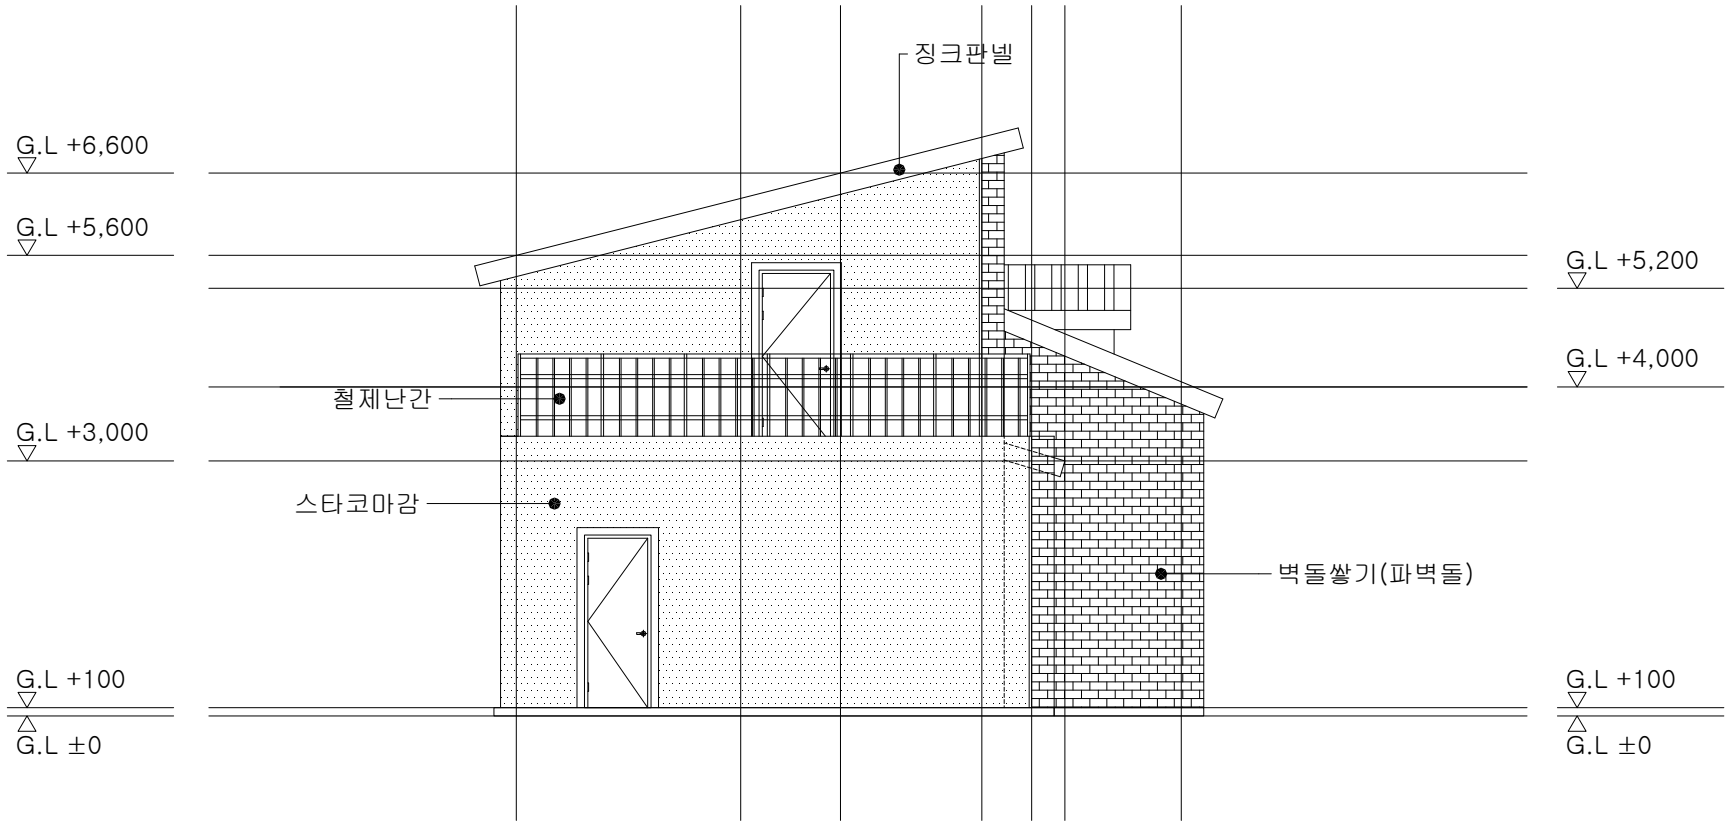 징크판넬
G.L +6,600
G.L +5,600
G.L +5,200
G.L +4,000
철제난간
G.L +3,000
스타코마감
벽돌쌓기(파벽돌)
G.L +100
G.L +100
G.L ±0
G.L ±0